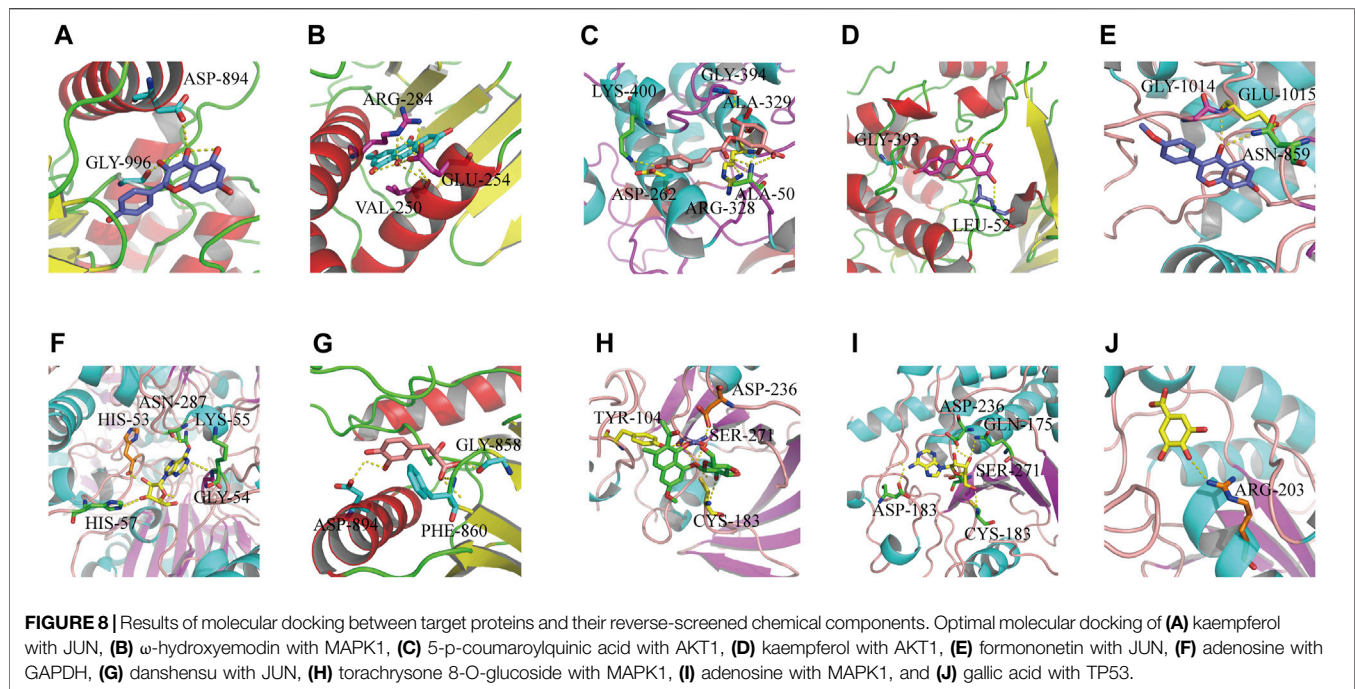 A
B
C
D
E
ASP-894
GLY-996
ARG-284
GLU-254
VAL-250
GLY-394
LYS-400
ALA-329
ASP-262
ARG-328
ALA-50
GLY-393
LEU-52
GLY-1014
GLU-1015
ASN-859
F
G
H
I
J
ASN-287
HIS-53
LYS-55
GLY-54
HIS-57
GLY-858
ASP-894
PHE-860
ASP-236
TYR-104
SER-271
CYS-183
ASP-236
GLN-175
SER-271
ASP-183
CYS-183
ARG-203
FIGURE 8 | Results of molecular docking between target proteins and their reverse-screened chemical components. Optimal molecular docking of (A) kaempferol
with JUN, (B) ω-hydroxyemodin with MAPK1, (C) 5-p-coumaroylquinic acid with AKT1, (D) kaempferol with AKT1, (E) formononetin with JUN, (F) adenosine with
GAPDH, (G) danshensu with JUN, (H) torachrysone 8-O-glucoside with MAPK1, (I) adenosine with MAPK1, and (J) gallic acid with TP53.